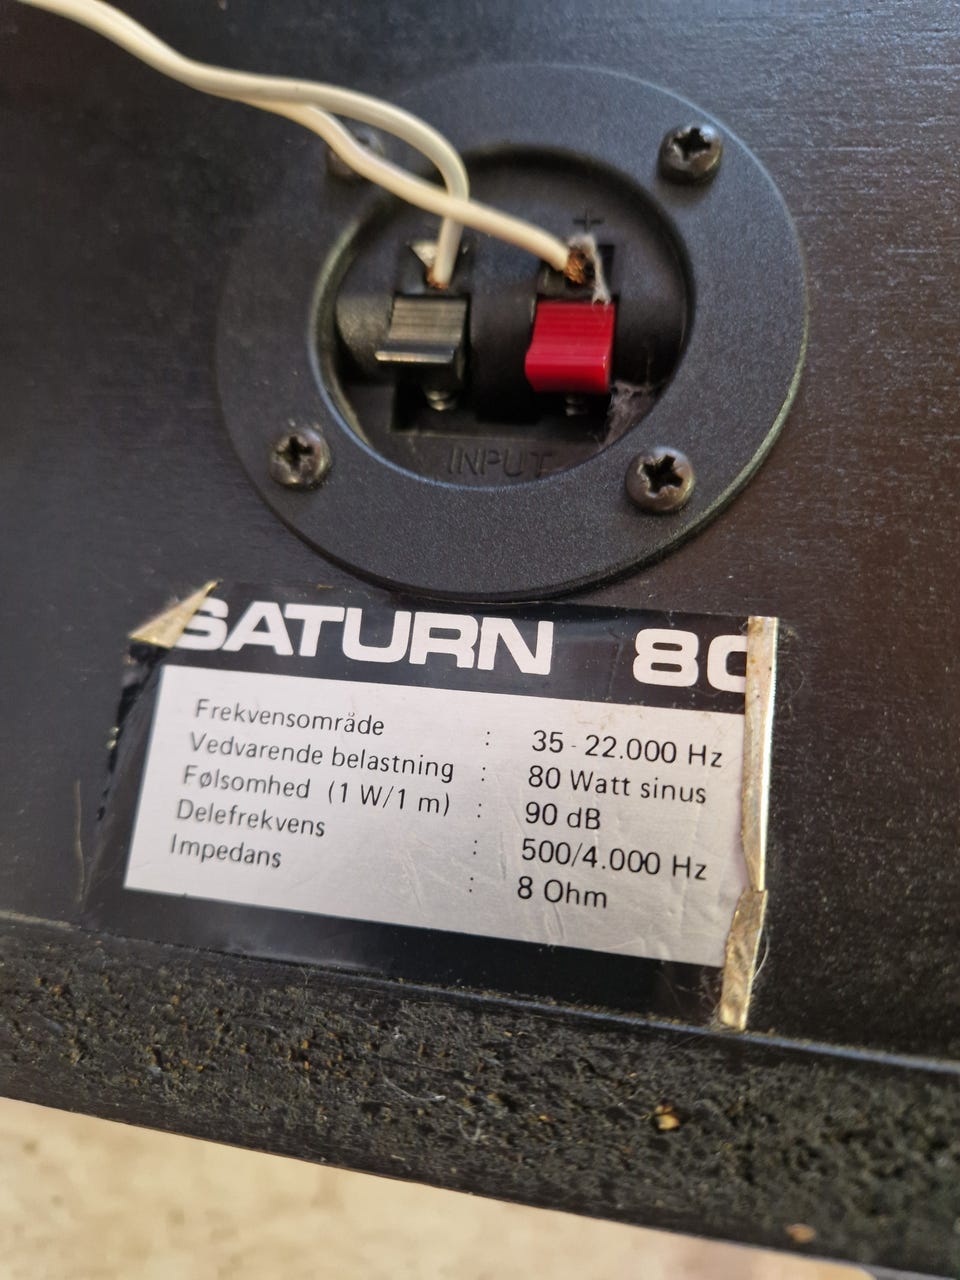 +
INPUT
SATURN 80
Frekvensområde : 35 - 22.000 Hz
Vedvarende belastning : 80 Watt sinus
Følsomhed (1 W/1 m) : 90 dB
Delefrekvens : 500/4.000 Hz
Impedans : 8 Ohm